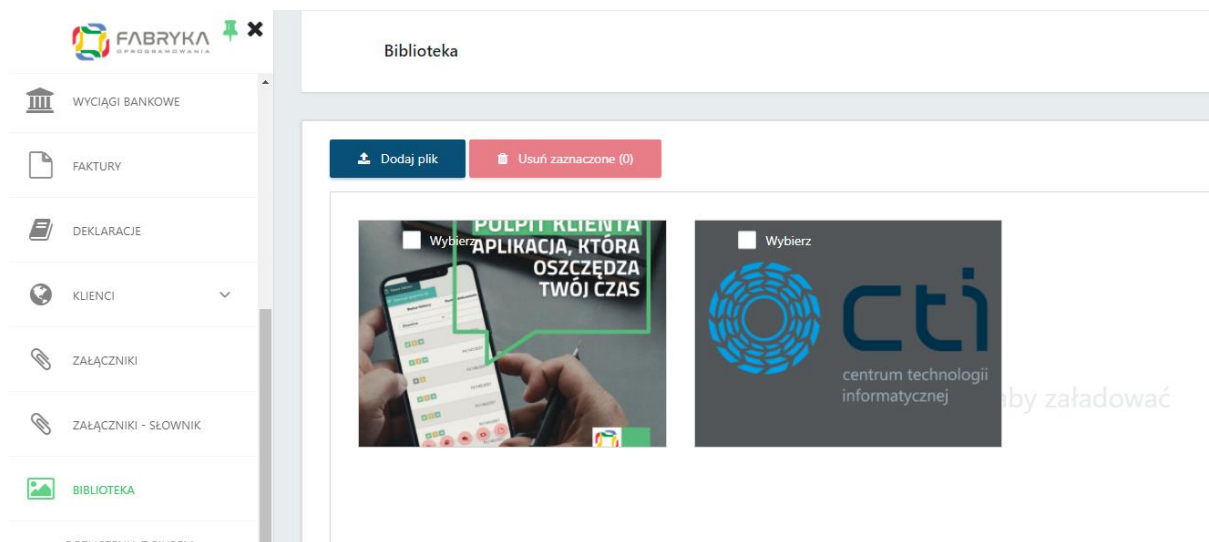 FABRYKA
OPROGRAMOWANIA
WYCIĄGI BANKOWE
FAKTURY
DEKLARACJE
KLIENCI
ZAŁĄCZNIKI
ZAŁĄCZNIKI - SŁOWNIK
BIBLIOTEKA
Biblioteka
Dodaj plik
Usuń zaznaczone (0)
Wybierz
PULPIT KLIENTA
APLIKACJA, KTÓRA
OSZCZĘDZA
TWÓJ CZAS
Wybierz
cti
centrum technologii
informatycznej
aby załadować